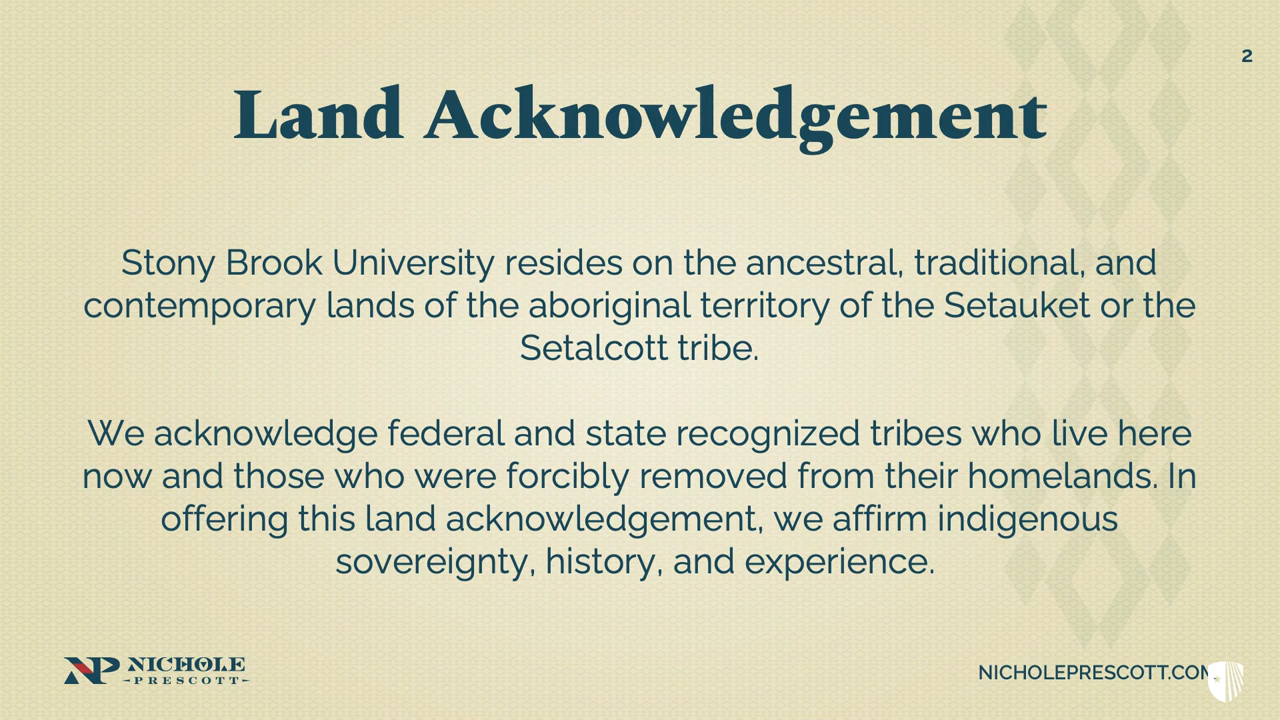 2
Land Acknowledgement
Stony Brook University resides on the ancestral, traditional, and
contemporary lands of the aboriginal territory of the Setauket or the
Setalcott tribe.
We acknowledge federal and state recognized tribes who live here
now and those who were forcibly removed from their homelands. In
offering this land acknowledgement, we affirm indigenous
sovereignty, history, and experience.
NP NICHOLE
PRESCOTT
NICHOLEPRESCOTT.COM